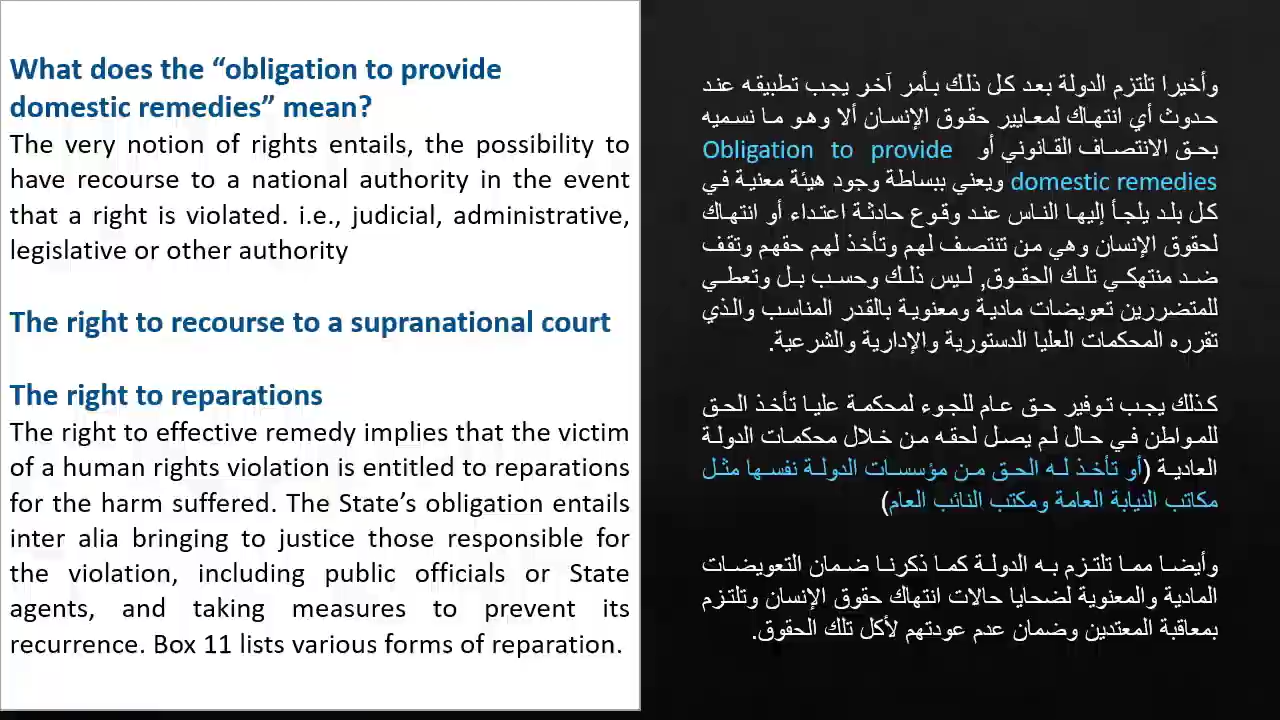 What does the “obligation to provide
domestic remedies” mean?
The very notion of rights entails, the possibility to
have recourse to a national authority in the event
that a right is violated. i.e., judicial, administrative,
legislative or other authority
The right to recourse to a supranational court
The right to reparations
The right to effective remedy implies that the victim
of a human rights violation is entitled to reparations
for the harm suffered. The State’s obligation entails
inter alia bringing to justice those responsible for
the violation, including public officials or State
agents, and taking measures to prevent its
recurrence. Box 11 lists various forms of reparation.
وأخيرا تلتزم الدولة بعد كل ذلك بأمر آخر يجب تطبيقه عند
حدوث أي انتهاك لمعايير حقوق الإنسان ألا وهو ما نسميه
بحق الانتصاف القانوني أو Obligation to provide
domestic remedies ويعني ببساطة وجود هيئة معنية في
كل بلد يلجأ إليها الناس عند وقوع حادثة اعتداء أو انتهاك
لحقوق الإنسان وهي من تنتصف لهم وتأخذ لهم حقهم وتقف
ضد منتهكي تلك الحقوق, ليس ذلك وحسب بل وتعطي
للمتضررين تعويضات مادية ومعنوية بالقدر المناسب والذي
تقرره المحكمات العليا الدستورية والإدارية والشرعية.
كذلك يجب توفير حق عام للجوء لمحكمة عليا تأخذ الحق
للمواطن في حال لم يصل لحقه من خلال محكمات الدولة
العادية (أو تأخذ له الحق من مؤسسات الدولة نفسها مثل
مكاتب النيابة العامة ومكتب النائب العام)
وأيضا مما تلتزم به الدولة كما ذكرنا ضمان التعويضات
المادية والمعنوية لضحايا حالات انتهاك حقوق الإنسان وتلتزم
بمعاقبة المعتدين وضمان عدم عودتهم لأكل تلك الحقوق.